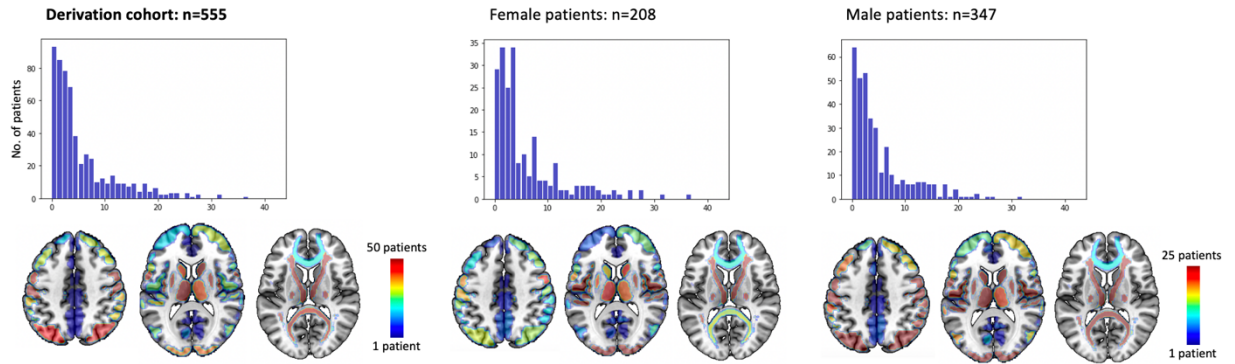 Derivation cohort: n=555
Female patients: n=208
Male patients: n=347
No. of patients
80
60
40
20
0
0 10 20 30 40
35
30
25
20
15
10
5
0
0 10 20 30 40
60
50
40
30
20
10
0
0 10 20 30 40
50 patients
1 patient
25 patients
1 patient